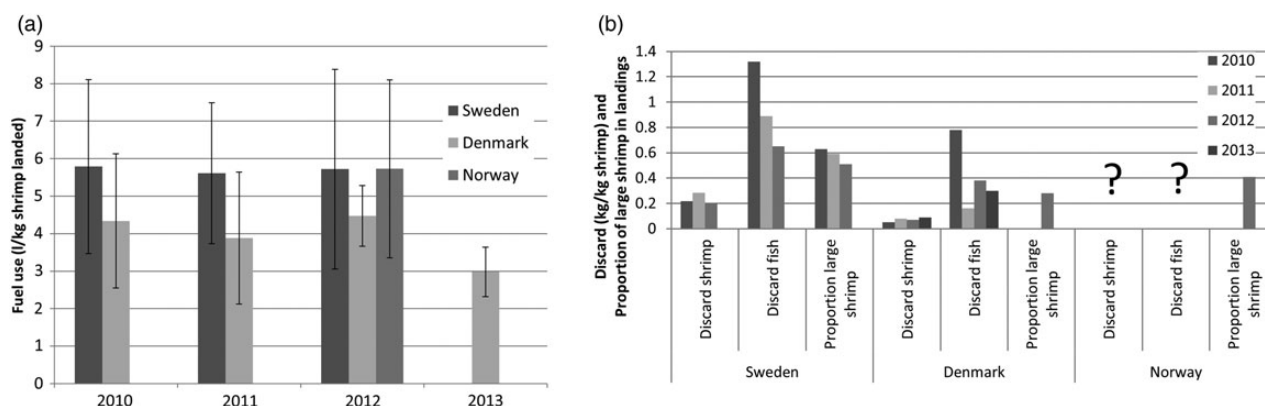 (a)
Fuel use (l/kg shrimp landed)
9
8
7
6
5
4
3
2
1
0
Sweden
Denmark
Norway
2010 2011 2012 2013
(b)
Discard (kg/kg shrimp) and
Proportion of large shrimp in landings
1.4
1.2
1
0.8
0.6
0.4
0.2
0
2010
2011
2012
2013
? ?
Discard shrimp
Discard fish
Proportion large
shrimp
Discard shrimp
Discard fish
Proportion large
shrimp
Discard shrimp
Discard fish
Proportion large
shrimp
Sweden Denmark Norway